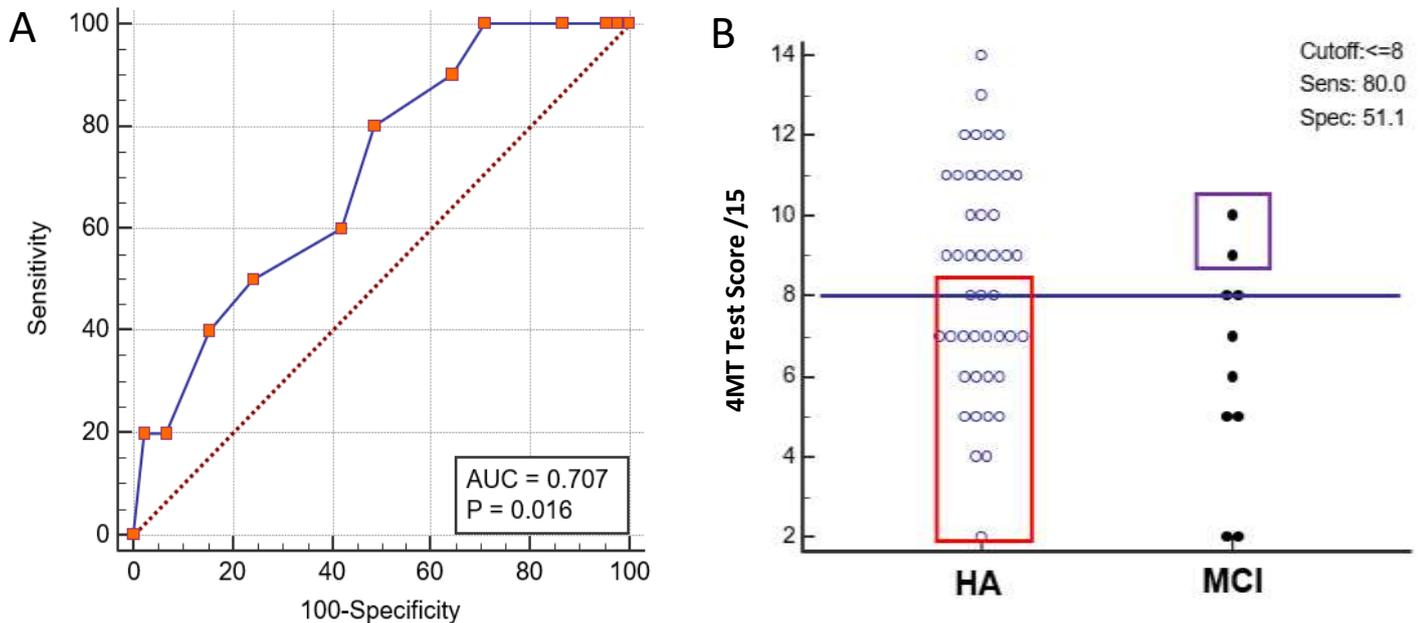 A
100
80
60
40
20
0
Sensitivity
0 20 40 60 80 100
100-Specificity
AUC = 0.707
P = 0.016
B
14
12
10
8
6
4
2
4MT Test Score /15
Cutoff:<=8
Sens: 80.0
Spec: 51.1
HA MCI